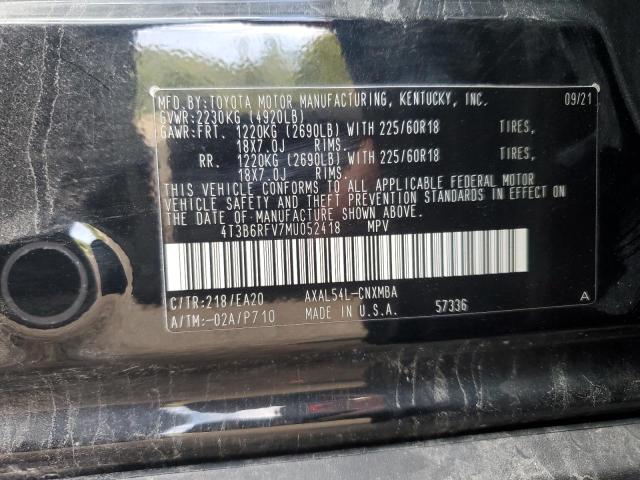 MFD.BY:TOYOTA MOTOR MANUFACTURING, KENTUCKY, INC. 09/21
GVWR:2230KG (4920LB)
GAWR:FRT. 1220KG (2690LB) WITH 225/60R18 TIRES,
18X7.0J RIMS.
RR. 1220KG (2690LB) WITH 225/60R18 TIRES,
18X7.0J RIMS.
THIS VEHICLE CONFORMS TO ALL APPLICABLE FEDERAL MOTOR
VEHICLE SAFETY AND BUMPER STANDARDS IN EFFECT ON
THE DATE OF MANUFACTURE SHOWN ABOVE.
4T3B6RFV7MU052418 MPV
C/TR:218/EA20 AXAL54L-CNXMBA
A/TM:-02A/P710 MADE IN U.S.A. 57336 A